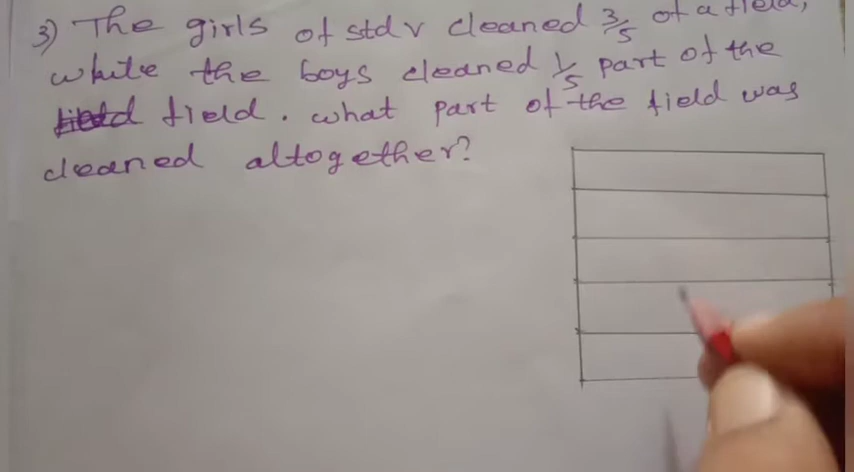 3) The girls of std v cleaned 3/5 of a field,
while the boys cleaned 1/5 part of the
field. what part of the field was
cleaned altogether?